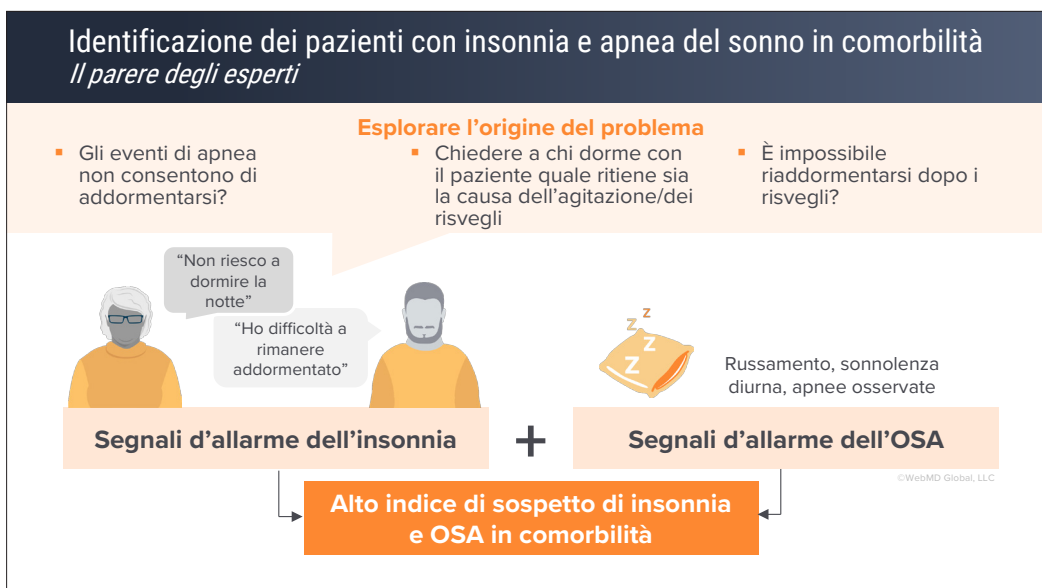 Identificazione dei pazienti con insonnia e apnea del sonno in comorbilità
Il parere degli esperti
Esplorare l'origine del problema
▪ Gli eventi di apnea
non consentono di
addormentarsi?
▪ Chiedere a chi dorme con
il paziente quale ritiene sia
la causa dell'agitazione/dei
risvegli
▪ È impossibile
riaddormentarsi dopo i
risvegli?
“Non riesco a
dormire la
notte”
“Ho difficoltà a
rimanere
addormentato”
z
z
Z
Z
Russamento, sonnolenza
diurna, apnee osservate
Segnali d'allarme dell'insonnia
+
Segnali d'allarme dell'OSA
©WebMD Global, LLC
Alto indice di sospetto di insonnia
e OSA in comorbilità